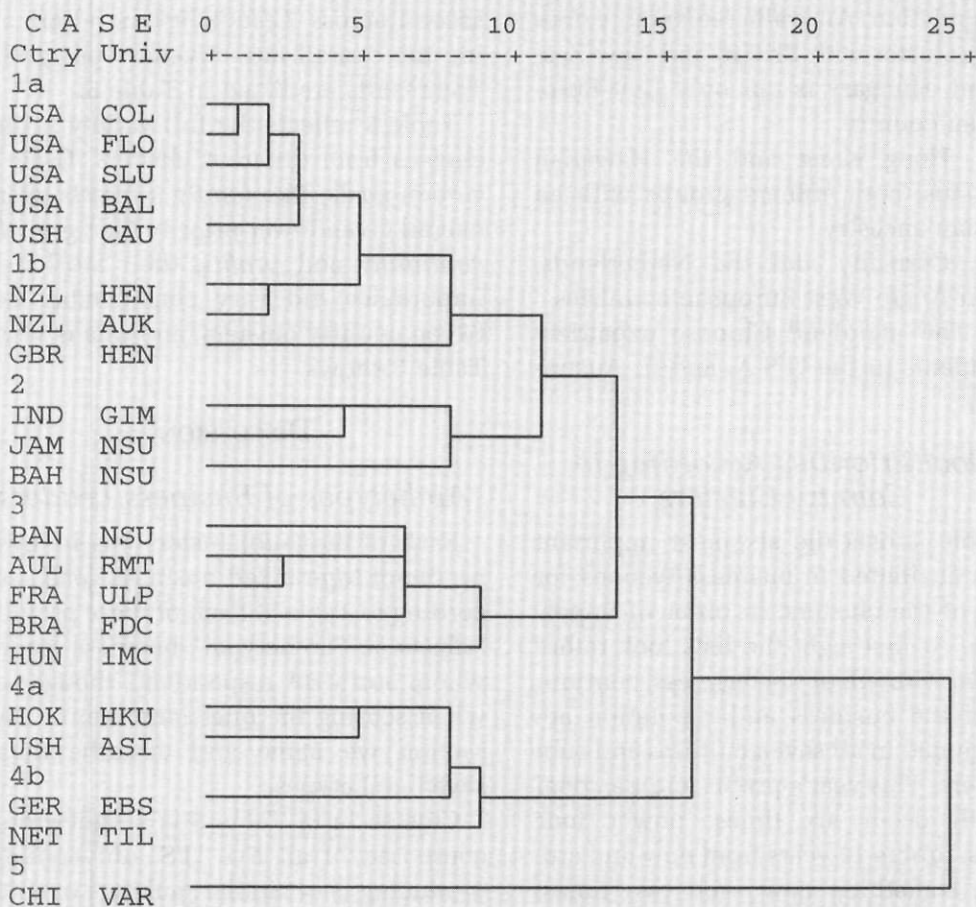 C A S E 0 5 10 15 20 25
Ctry Univ -+---------+---------+---------+---------+---------+
1a
USA COL
USA FLO
USA SLU
USA BAL
USH CAU
1b
NZL HEN
NZL AUK
GBR HEN
2
IND GIM
JAM NSU
BAH NSU
3
PAN NSU
AUL RMT
FRA ULP
BRA FDC
HUN IMC
4a
HOK HKU
USH ASI
4b
GER EBS
NET TIL
5
CHI VAR